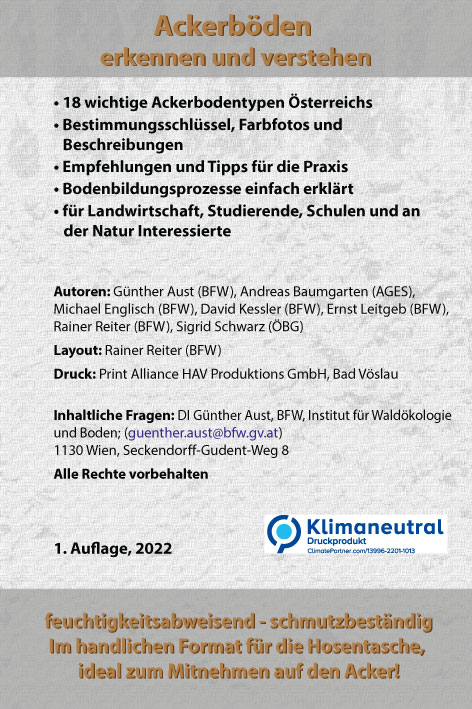 Ackerböden
erkennen und verstehen
• 18 wichtige Ackerbodentypen Österreichs
• Bestimmungsschlüssel, Farbfotos und
Beschreibungen
• Empfehlungen und Tipps für die Praxis
• Bodenbildungsprozesse einfach erklärt
• für Landwirtschaft, Studierende, Schulen und an
der Natur Interessierte
Autoren: Günther Aust (BFW), Andreas Baumgarten (AGES),
Michael Englisch (BFW), David Kessler (BFW), Ernst Leitgeb (BFW),
Rainer Reiter (BFW), Sigrid Schwarz (ÖBG)
Layout: Rainer Reiter (BFW)
Druck: Print Alliance HAV Produktions GmbH, Bad Vöslau
Inhaltliche Fragen: DI Günther Aust, BFW, Institut für Waldökologie
und Boden; (guenther.aust@bfw.gv.at)
1130 Wien, Seckendorff-Gudent-Weg 8
Alle Rechte vorbehalten
Klimaneutral
Druckprodukt
ClimatePartner.com/13996-2201-1013
1. Auflage, 2022
feuchtigkeitsabweisend - schmutzbeständig
Im handlichen Format für die Hosentasche,
ideal zum Mitnehmen auf den Acker!